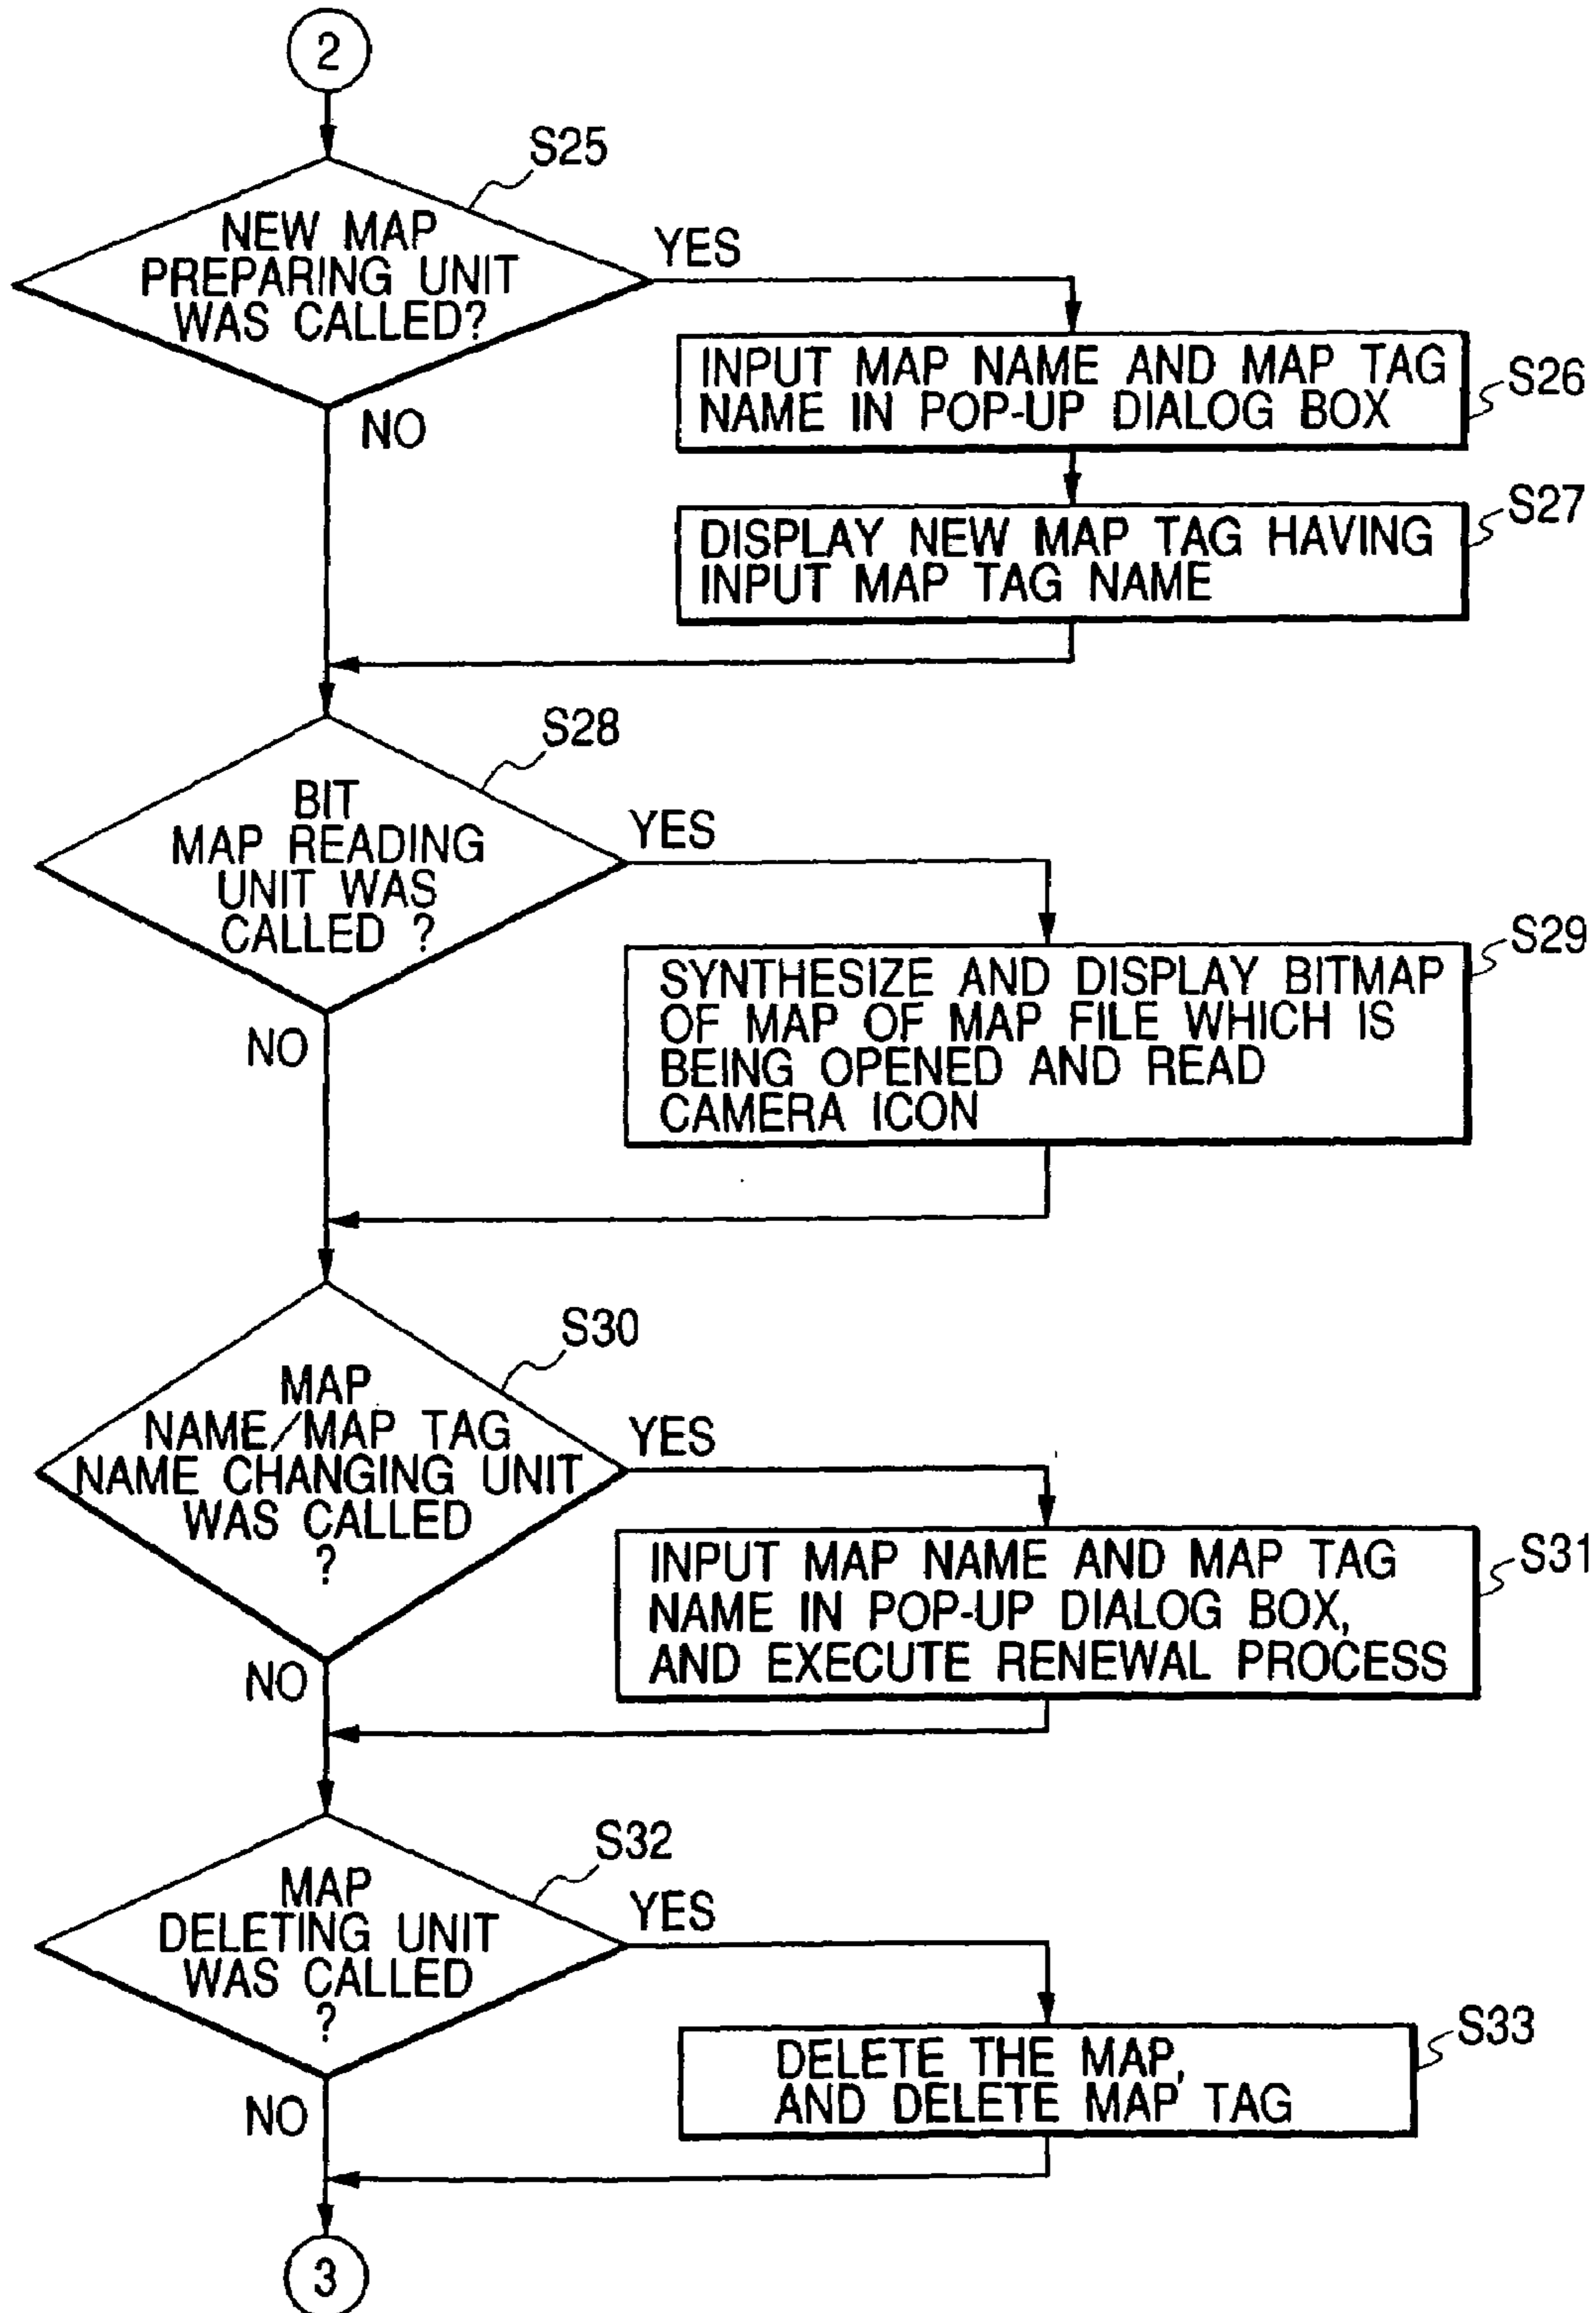 2
S25
NEW MAP
PREPARING UNIT
WAS CALLED?
YES
NO
INPUT MAP NAME AND MAP TAG
NAME IN POP-UP DIALOG BOX
S26
DISPLAY NEW MAP TAG HAVING
INPUT MAP TAG NAME
S27
S28
BIT
MAP READING
UNIT WAS
CALLED ?
YES
NO
SYNTHESIZE AND DISPLAY BITMAP
OF MAP OF MAP FILE WHICH IS
BEING OPENED AND READ
CAMERA ICON
S29
S30
MAP
NAME/MAP TAG
NAME CHANGING UNIT
WAS CALLED
?
YES
NO
INPUT MAP NAME AND MAP TAG
NAME IN POP-UP DIALOG BOX,
AND EXECUTE RENEWAL PROCESS
S31
S32
MAP
DELETING UNIT
WAS CALLED
?
YES
NO
DELETE THE MAP,
AND DELETE MAP TAG
S33
3